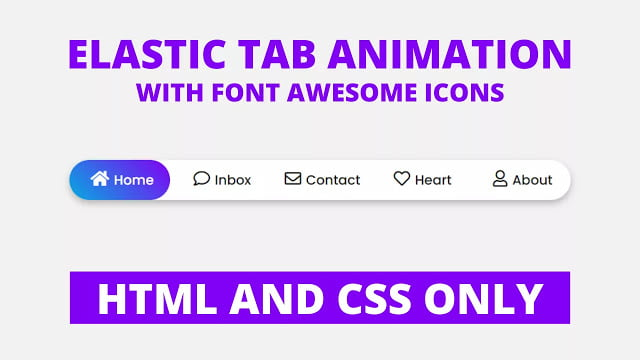 ELASTIC TAB ANIMATION
WITH FONT AWESOME ICONS
Home Inbox Contact Heart About
HTML AND CSS ONLY